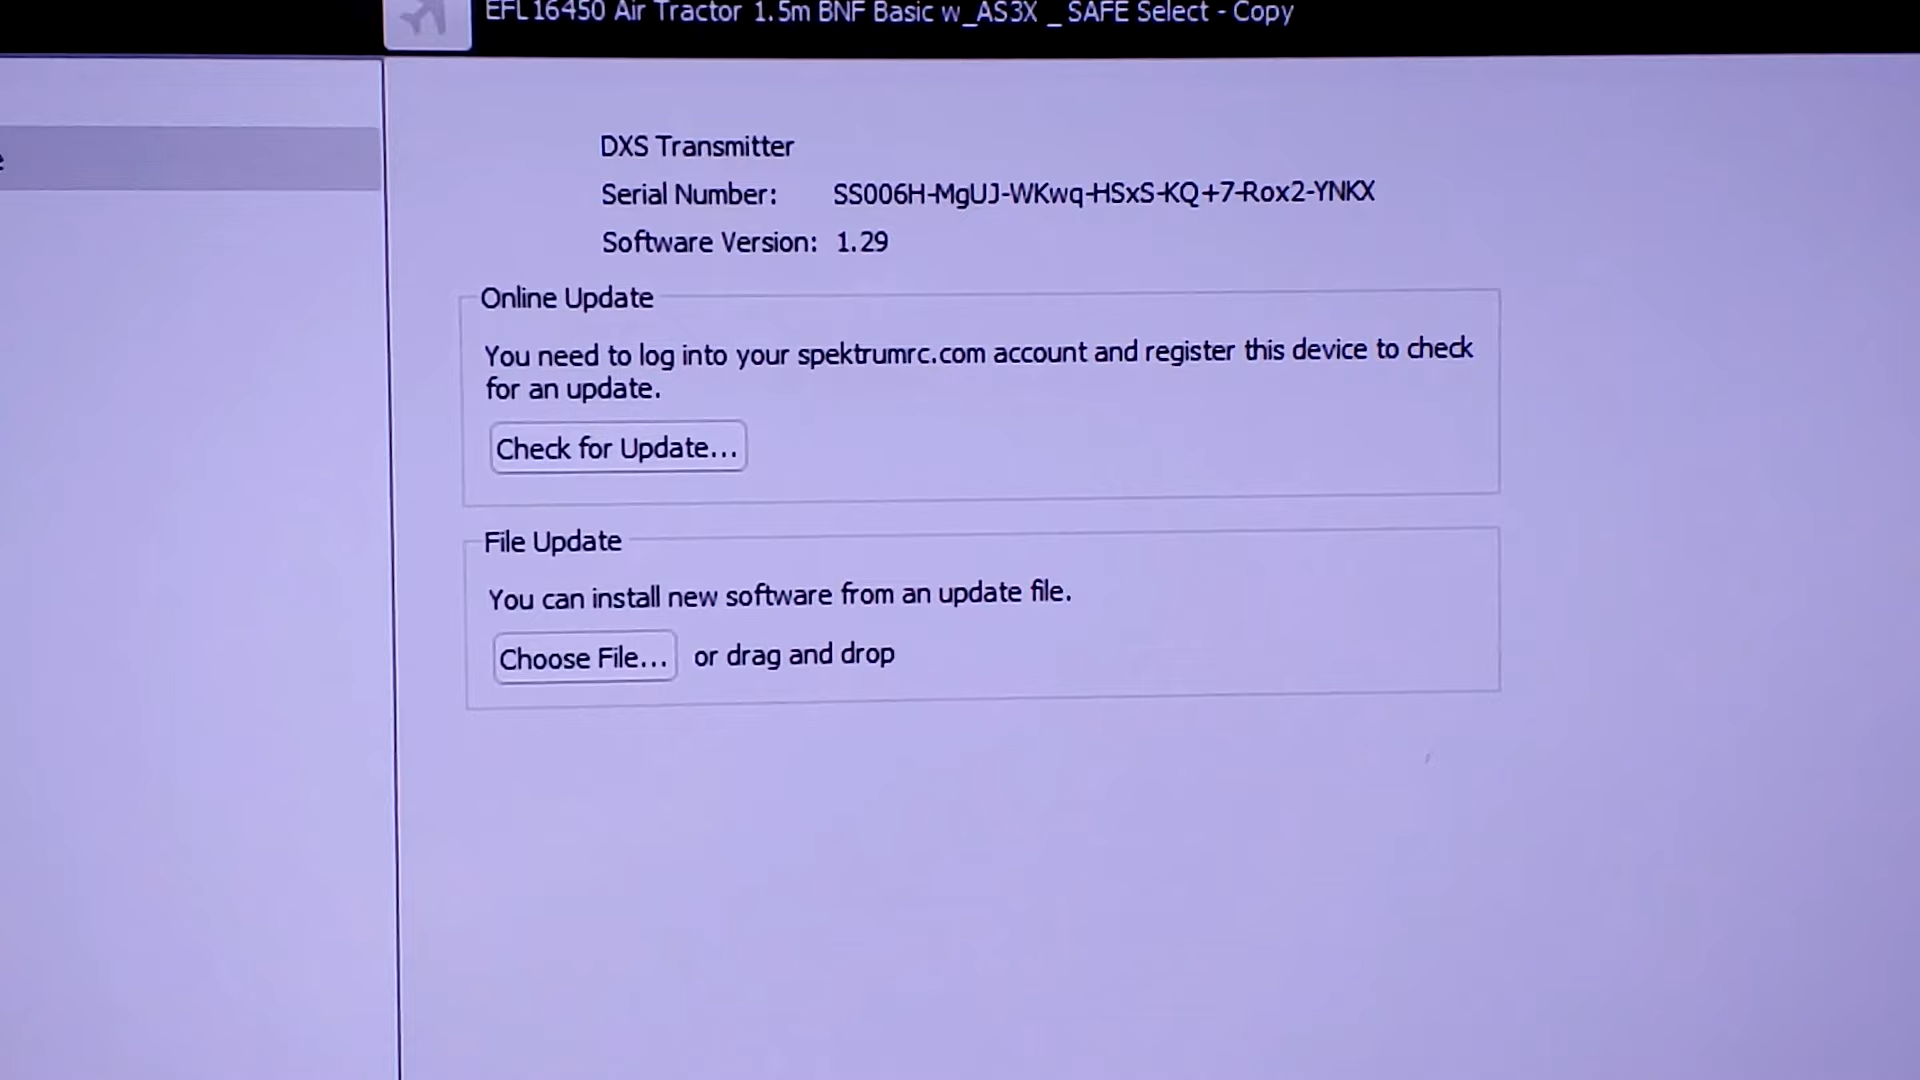 EFL16450 Air Tractor 1.5m BNF Basic w_AS3X _ SAFE Select - Copy
DXS Transmitter
Serial Number: SS006H-MgUJ-WKwq-HSxS-KQ+7-Rox2-YNKX
Software Version: 1.29
Online Update
You need to log into your spektrumrc.com account and register this device to check
for an update.
Check for Update...
File Update
You can install new software from an update file.
Choose File... or drag and drop